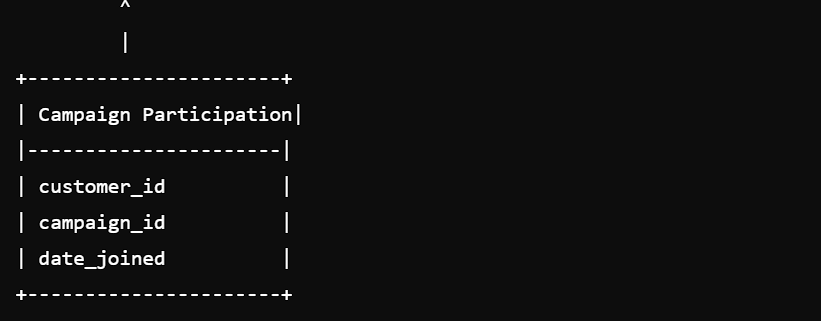 ^
         |
+----------------------+
| Campaign Participation|
|----------------------|
| customer_id          |
| campaign_id          |
| date_joined          |
+----------------------+